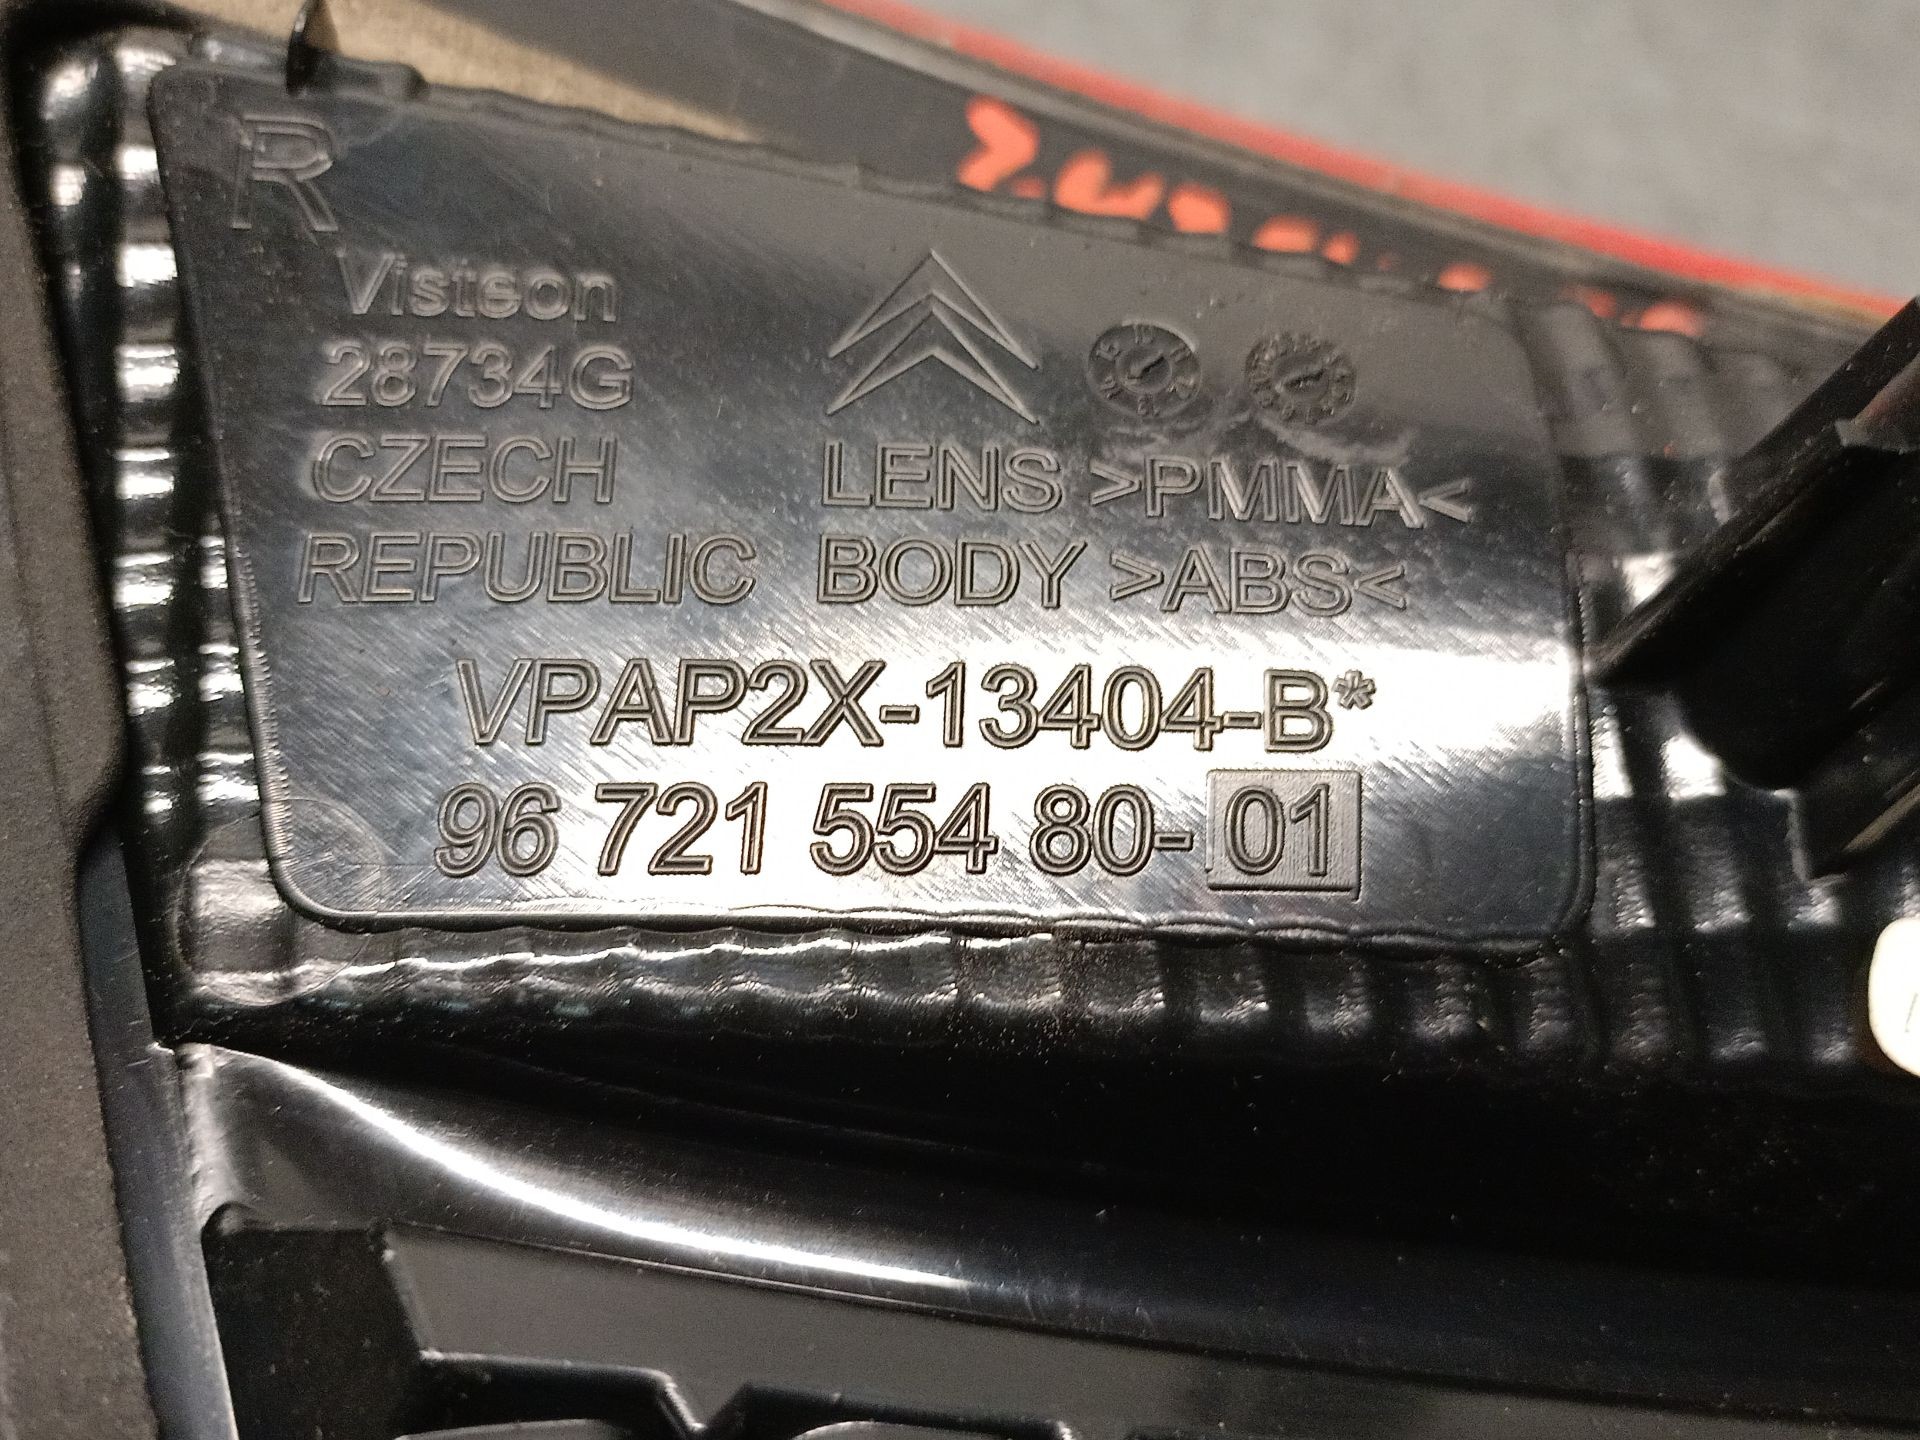 R
Visteon
28734G
CZECH
REPUBLIC
LENS >PMMA<
BODY >ABS<
VPAP2X-13404-B*
96 721 554 80-01